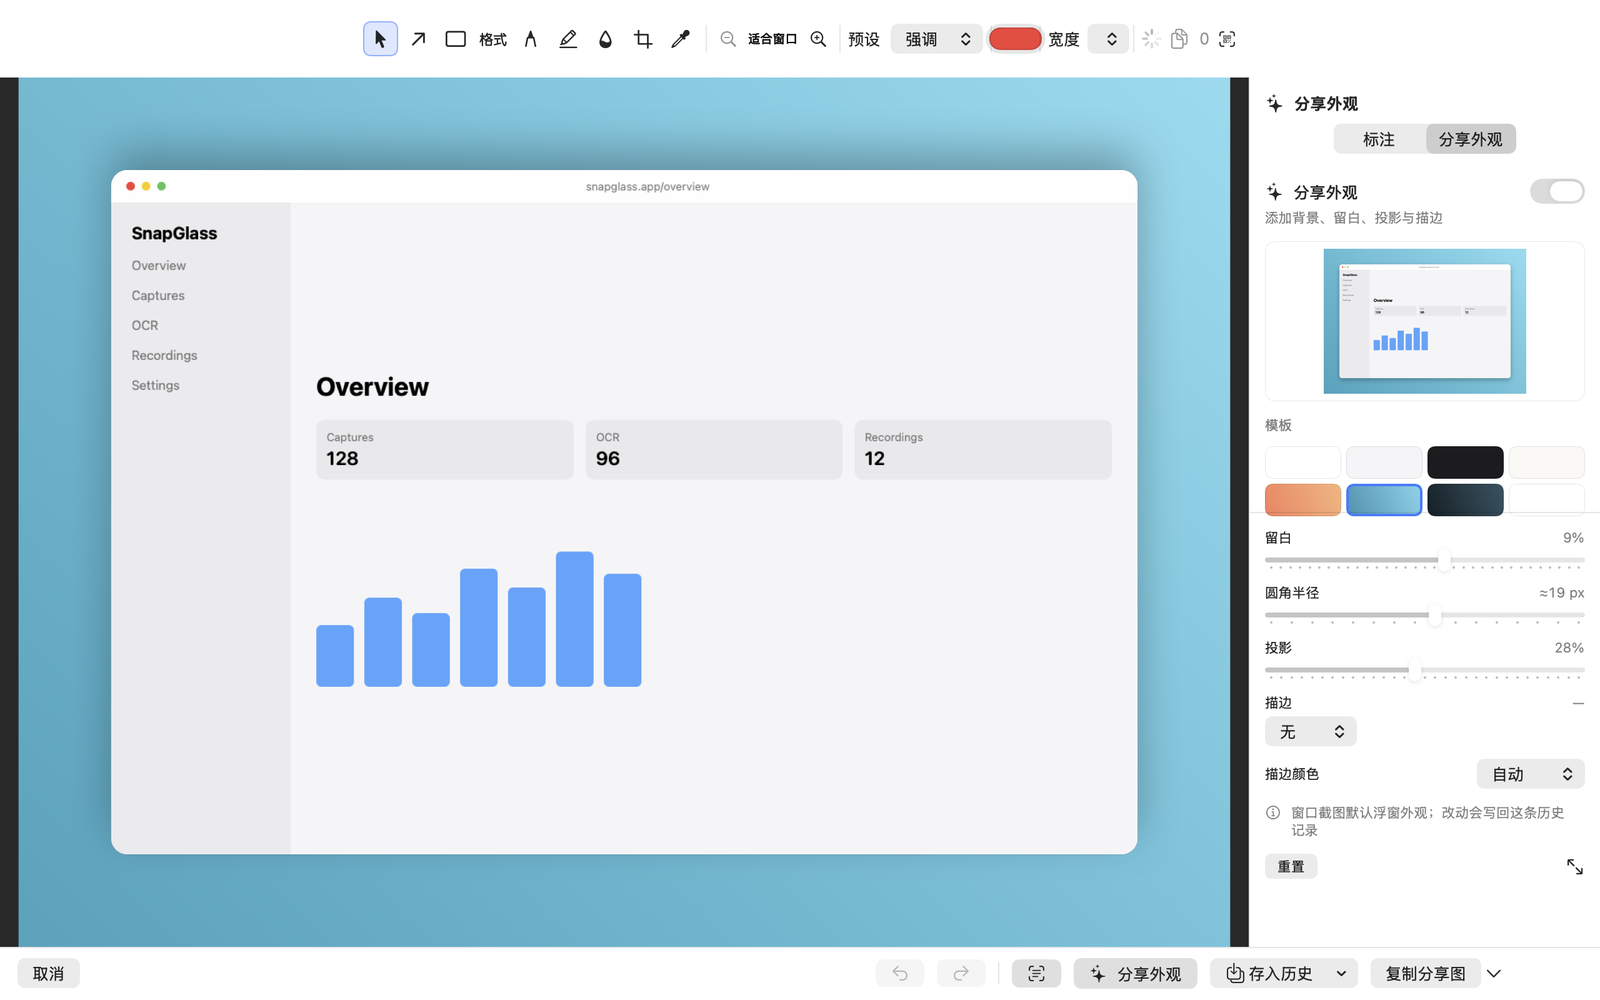 格式
适合窗口
预设
强调
宽度
0
分享外观
标注
分享外观
分享外观
添加背景、留白、投影与描边
snapglass.app/overview
SnapGlass
Overview
Captures
OCR
Recordings
Settings
Overview
Captures
128
OCR
96
Recordings
12
模板
留白
9%
圆角半径
≈19 px
投影
28%
描边
—
无
描边颜色
自动
窗口截图默认浮窗外观；改动会写回这条历史
记录
重置
取消
分享外观
存入历史
复制分享图